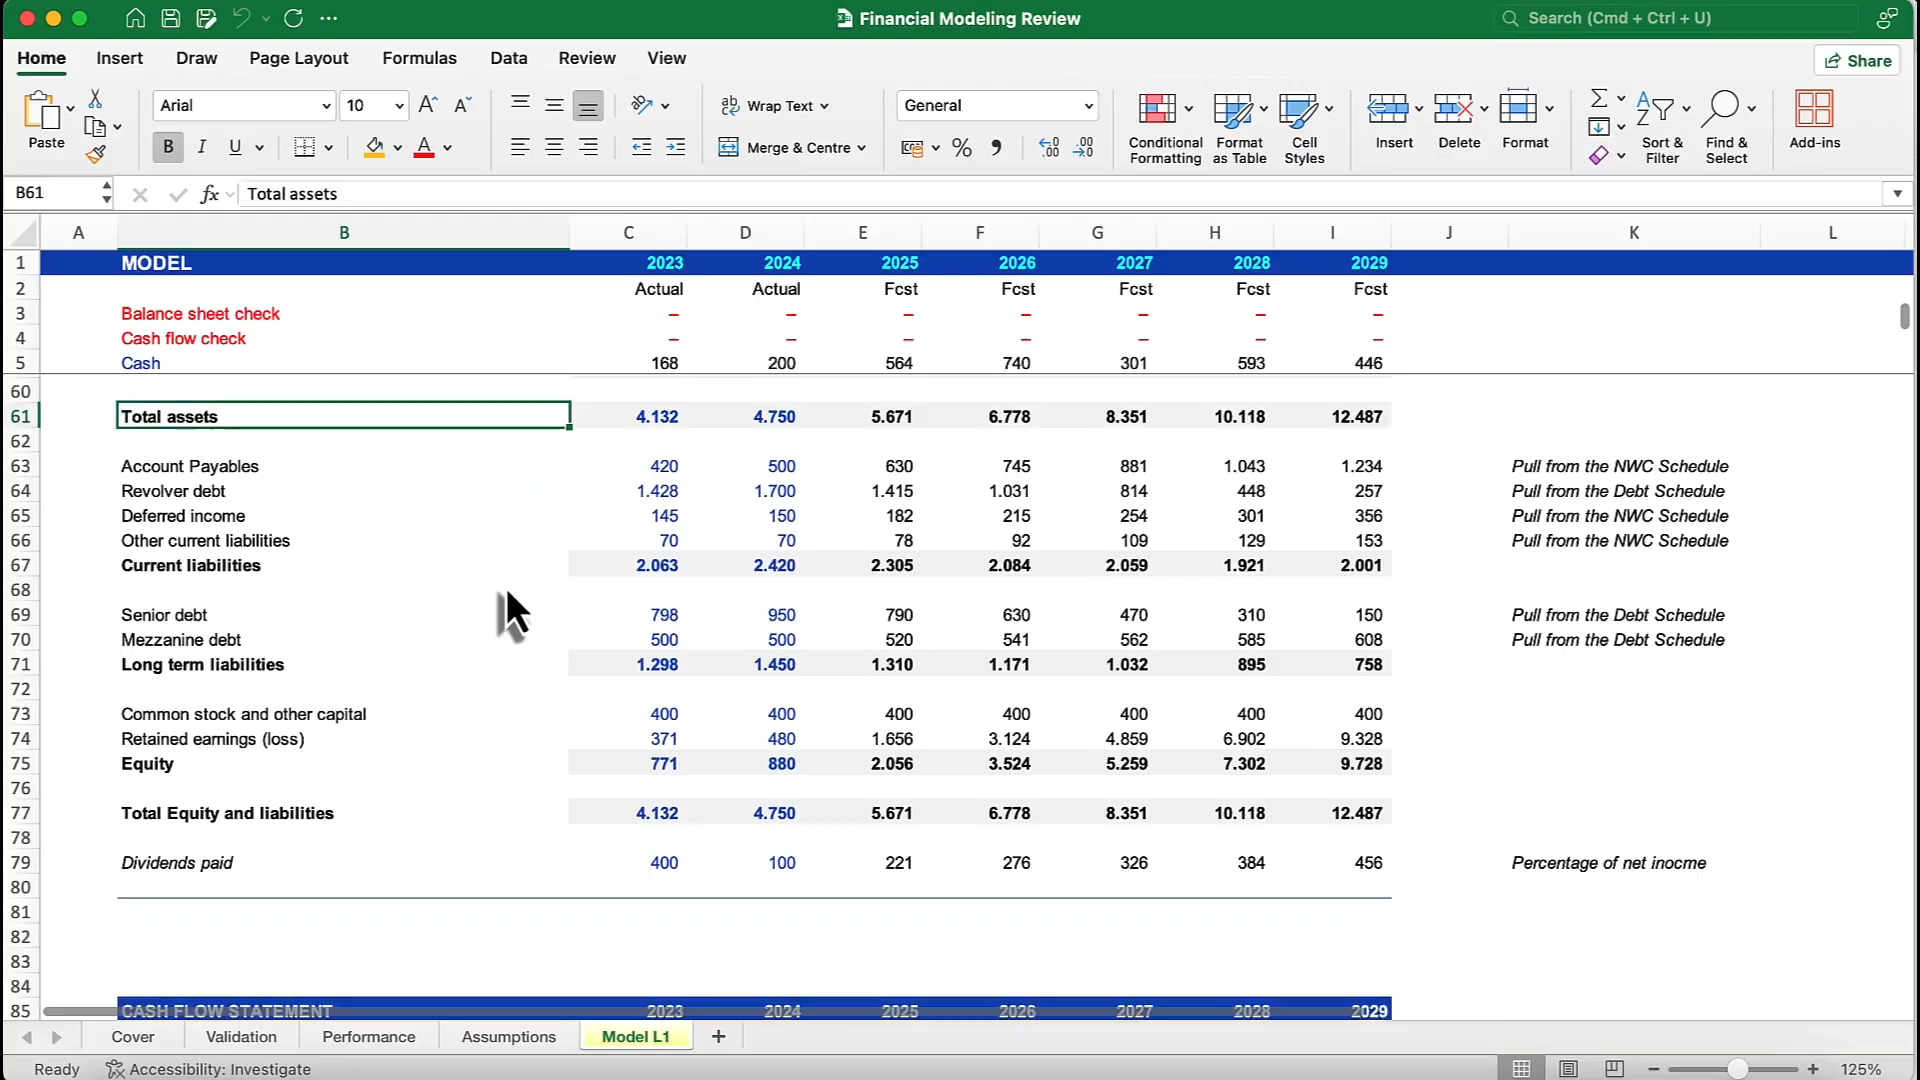 Financial Modeling Review
Search (Cmd + Ctrl + U)
Home Insert Draw Page Layout Formulas Data Review View Share
Paste Arial 10 Wrap Text General Conditional Formatting Format as Table Cell Styles Insert Delete Format Sort & Filter Find & Select Add-ins
B I U Merge & Centre
B61 fx Total assets
A B C D E F G H I J K L
1 MODEL 2023 2024 2025 2026 2027 2028 2029
2 Actual Actual Fcst Fcst Fcst Fcst Fcst
3 Balance sheet check – – – – – – –
4 Cash flow check – – – – – – –
5 Cash 168 200 564 740 301 593 446
60
61 Total assets 4.132 4.750 5.671 6.778 8.351 10.118 12.487
62
63 Account Payables 420 500 630 745 881 1.043 1.234 Pull from the NWC Schedule
64 Revolver debt 1.428 1.700 1.415 1.031 814 448 257 Pull from the Debt Schedule
65 Deferred income 145 150 182 215 254 301 356 Pull from the NWC Schedule
66 Other current liabilities 70 70 78 92 109 129 153 Pull from the NWC Schedule
67 Current liabilities 2.063 2.420 2.305 2.084 2.059 1.921 2.001
68
69 Senior debt 798 950 790 630 470 310 150 Pull from the Debt Schedule
70 Mezzanine debt 500 500 520 541 562 585 608 Pull from the Debt Schedule
71 Long term liabilities 1.298 1.450 1.310 1.171 1.032 895 758
72
73 Common stock and other capital 400 400 400 400 400 400 400
74 Retained earnings (loss) 371 480 1.656 3.124 4.859 6.902 9.328
75 Equity 771 880 2.056 3.524 5.259 7.302 9.728
76
77 Total Equity and liabilities 4.132 4.750 5.671 6.778 8.351 10.118 12.487
78
79 Dividends paid 400 100 221 276 326 384 456 Percentage of net inocme
80
81
82
83
84
85 CASH FLOW STATEMENT 2023 2024 2025 2026 2027 2028 2029
Cover Validation Performance Assumptions Model L1
Ready Accessibility: Investigate 125%